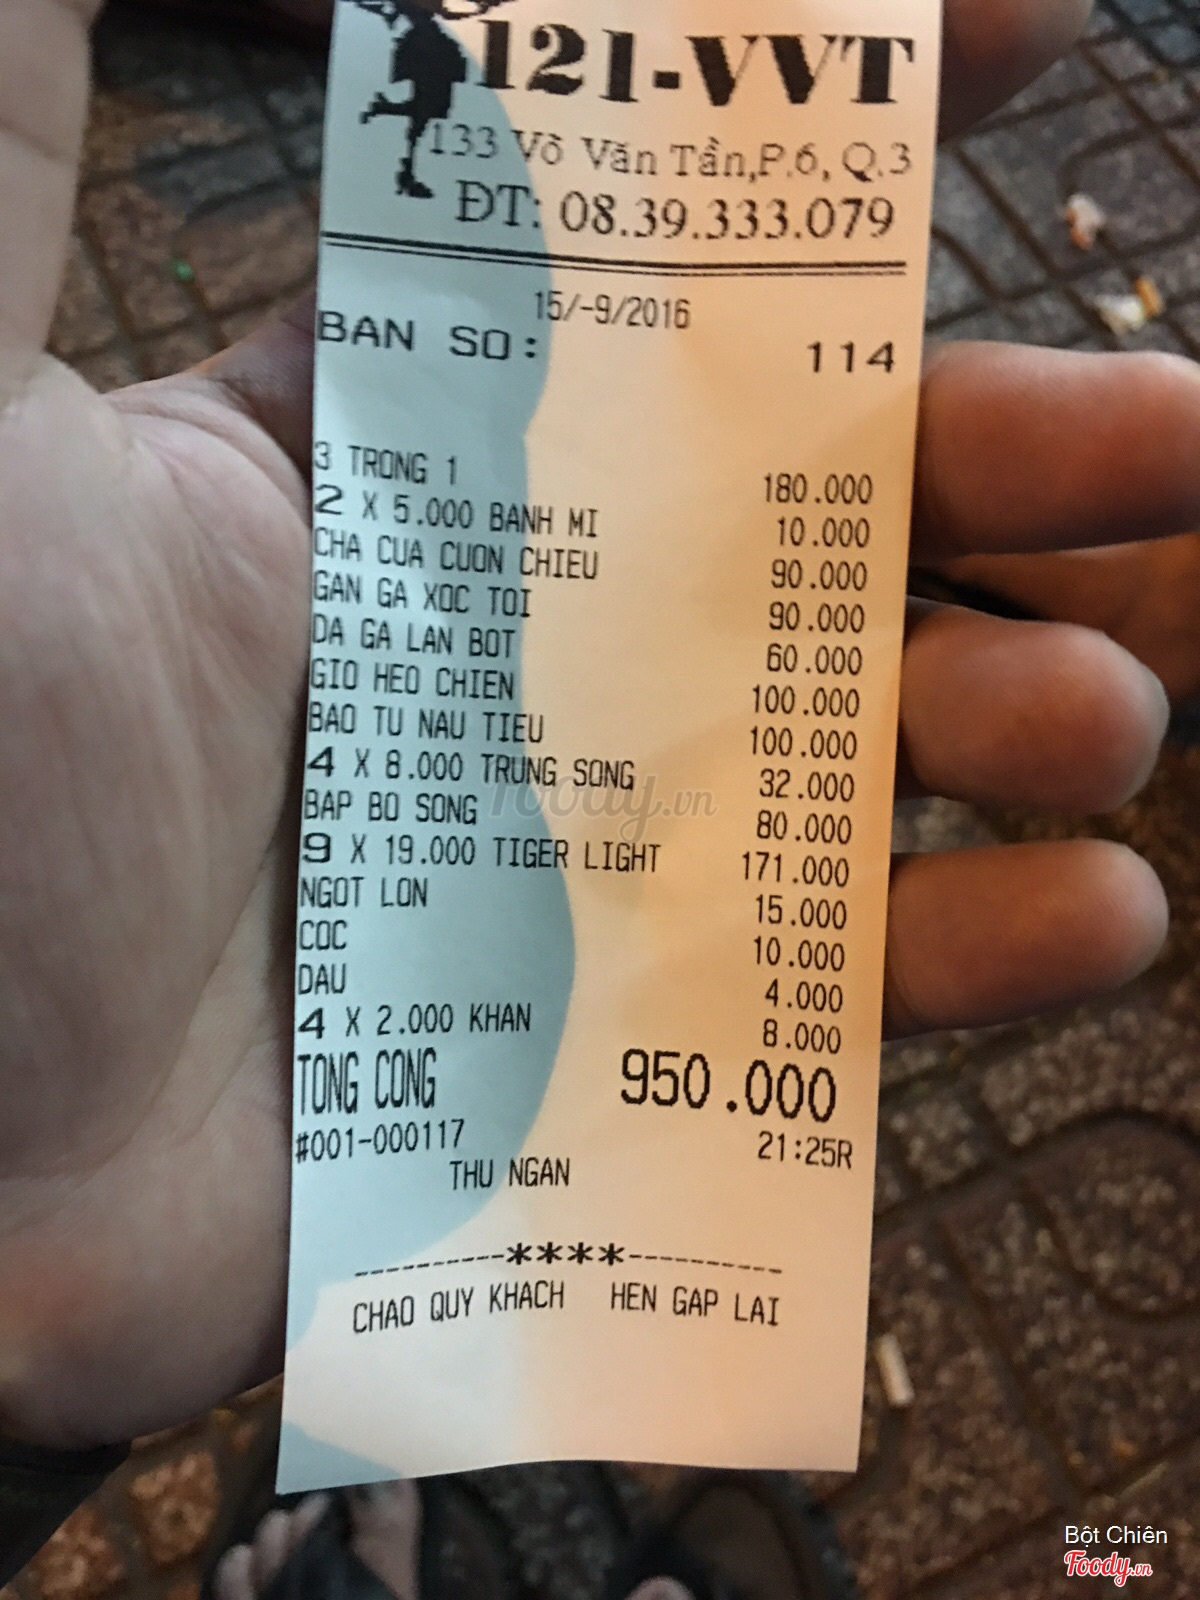 121-VVT
133 Võ Văn Tần,P.6, Q.3
ĐT: 08.39.333.079
15/-9/2016
BAN SO: 114
3 TRONG 1 180.000
2 X 5.000 BANH MI 10.000
CHA CUA CUON CHIEU 90.000
GAN GA XOC TOI 90.000
DA GA LAN BOT 60.000
GIO HEO CHIEN 100.000
BAO TU NAU TIEU 100.000
4 X 8.000 TRUNG SONG 32.000
BAP BO SONG 80.000
9 X 19.000 TIGER LIGHT 171.000
NGOT LON 15.000
COC 10.000
DAU 4.000
4 X 2.000 KHAN 8.000
TONG CONG 950.000
#001-000117 21:25R
THU NGAN
----------****----------
CHAO QUY KHACH HEN GAP LAI
foody.vn
Bột Chiên
Foody.vn